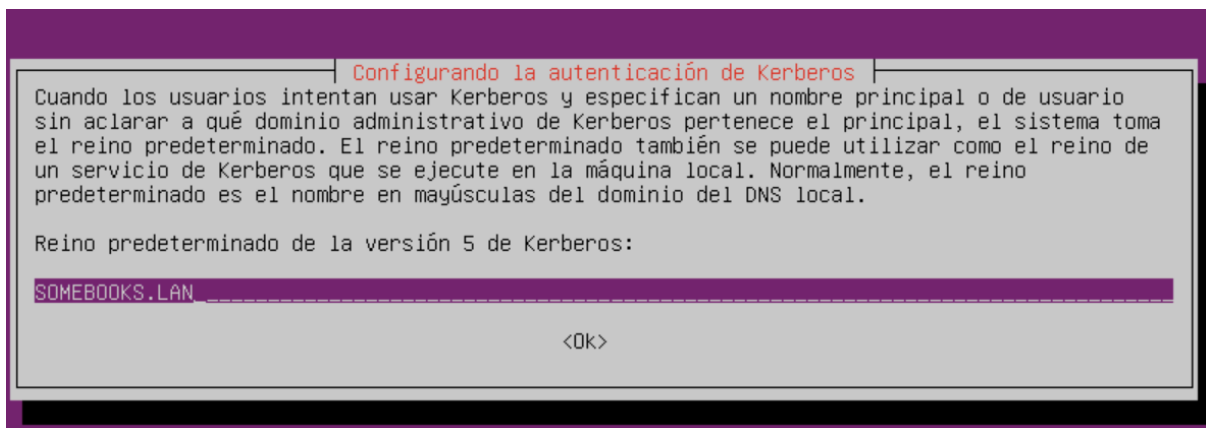 Configurando la autenticación de Kerberos
Cuando los usuarios intentan usar Kerberos y especifican un nombre principal o de usuario
sin aclarar a qué dominio administrativo de Kerberos pertenece el principal, el sistema toma
el reino predeterminado. El reino predeterminado también se puede utilizar como el reino de
un servicio de Kerberos que se ejecute en la máquina local. Normalmente, el reino
predeterminado es el nombre en mayúsculas del dominio del DNS local.
Reino predeterminado de la versión 5 de Kerberos:
SOMEBOOKS.LAN
<Ok>